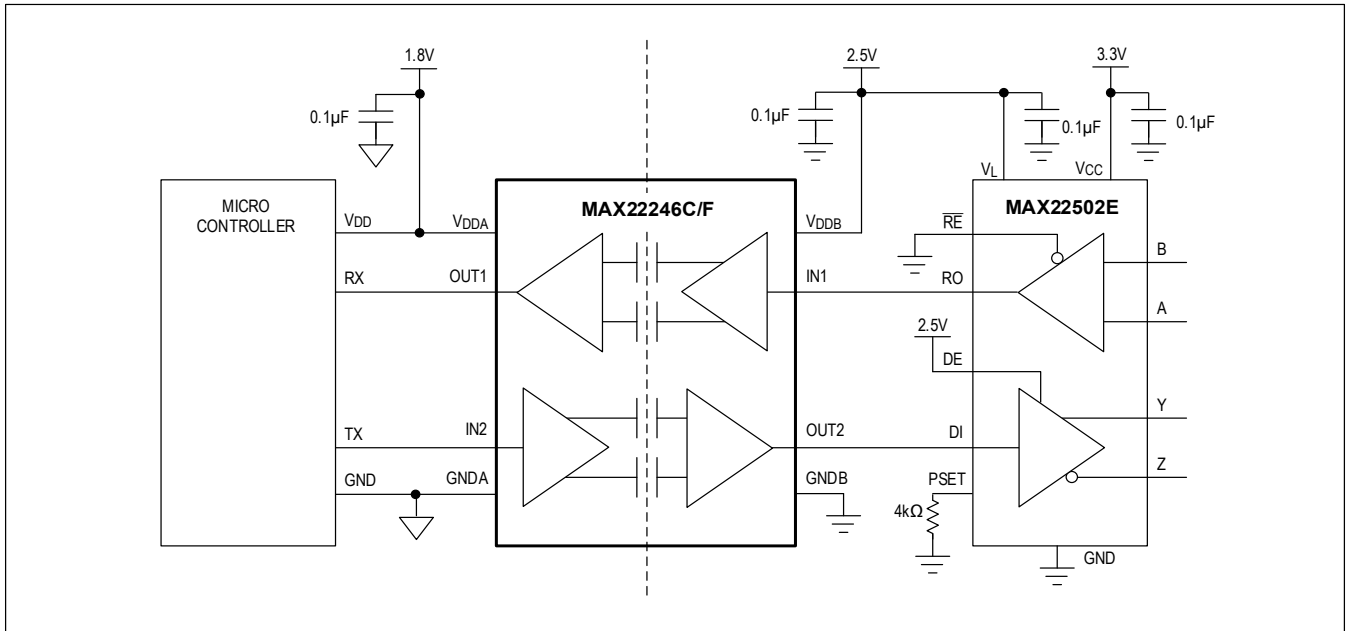 1.8V
2.5V
3.3V
0.1µF
0.1µF
0.1µF
0.1µF
VL
VCC
MICRO
CONTROLLER
VDD
VDDA
MAX22246C/F
VDDB
MAX22502E
RE
B
RX
OUT1
IN1
RO
A
2.5V
DE
Y
TX
IN2
OUT2
DI
Z
GND
GNDA
GNDB
PSET
4kΩ
GND